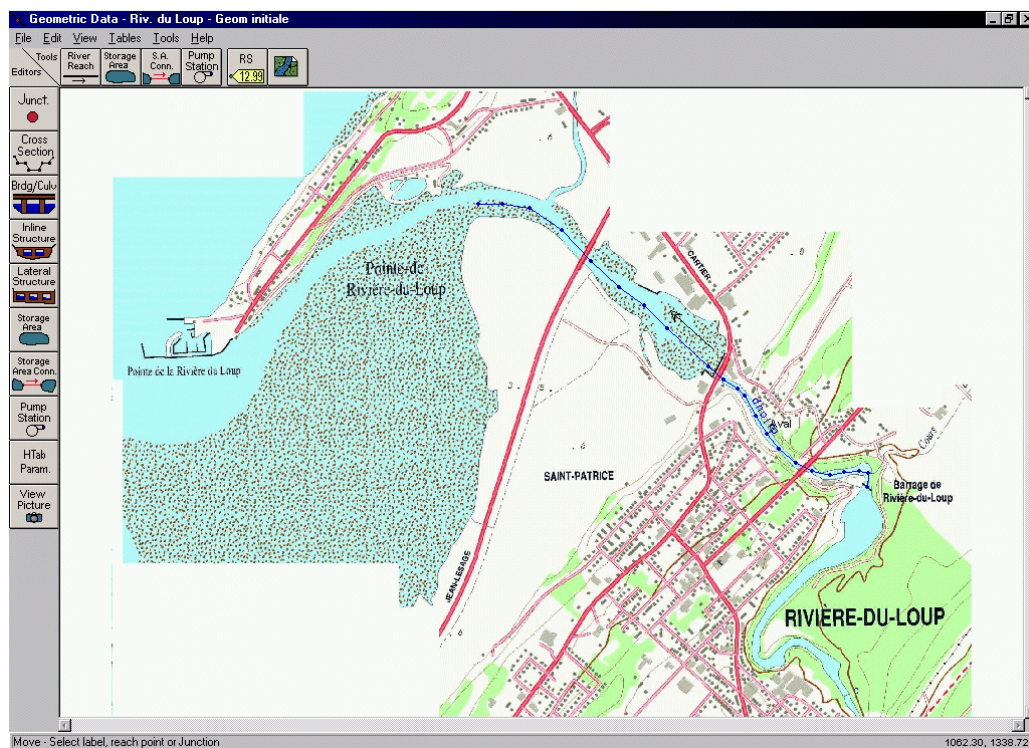 Geometric Data - Riv. du Loup - Geom initiale
File Edit View Tables Tools Help
Tools
Editors
River
Reach
Storage
Area
S.A.
Conn.
Pump
Station
RS
12.99
Junct.
Cross
Section
Brdg/Culv
Inline
Structure
Lateral
Structure
Storage
Area
Storage
Area Conn.
Pump
Station
HTab
Param.
View
Picture
Pointe-de
Rivière-du-Loup
Pointe de la Rivière du Loup
CARTIER
Aval
Cours
SAINT-PATRICE
Barrage de
Rivière-du-Loup
JEAN-LESAGE
RIVIÈRE-DU-LOUP
Move - Select label, reach point or Junction
1062.30, 1338.72